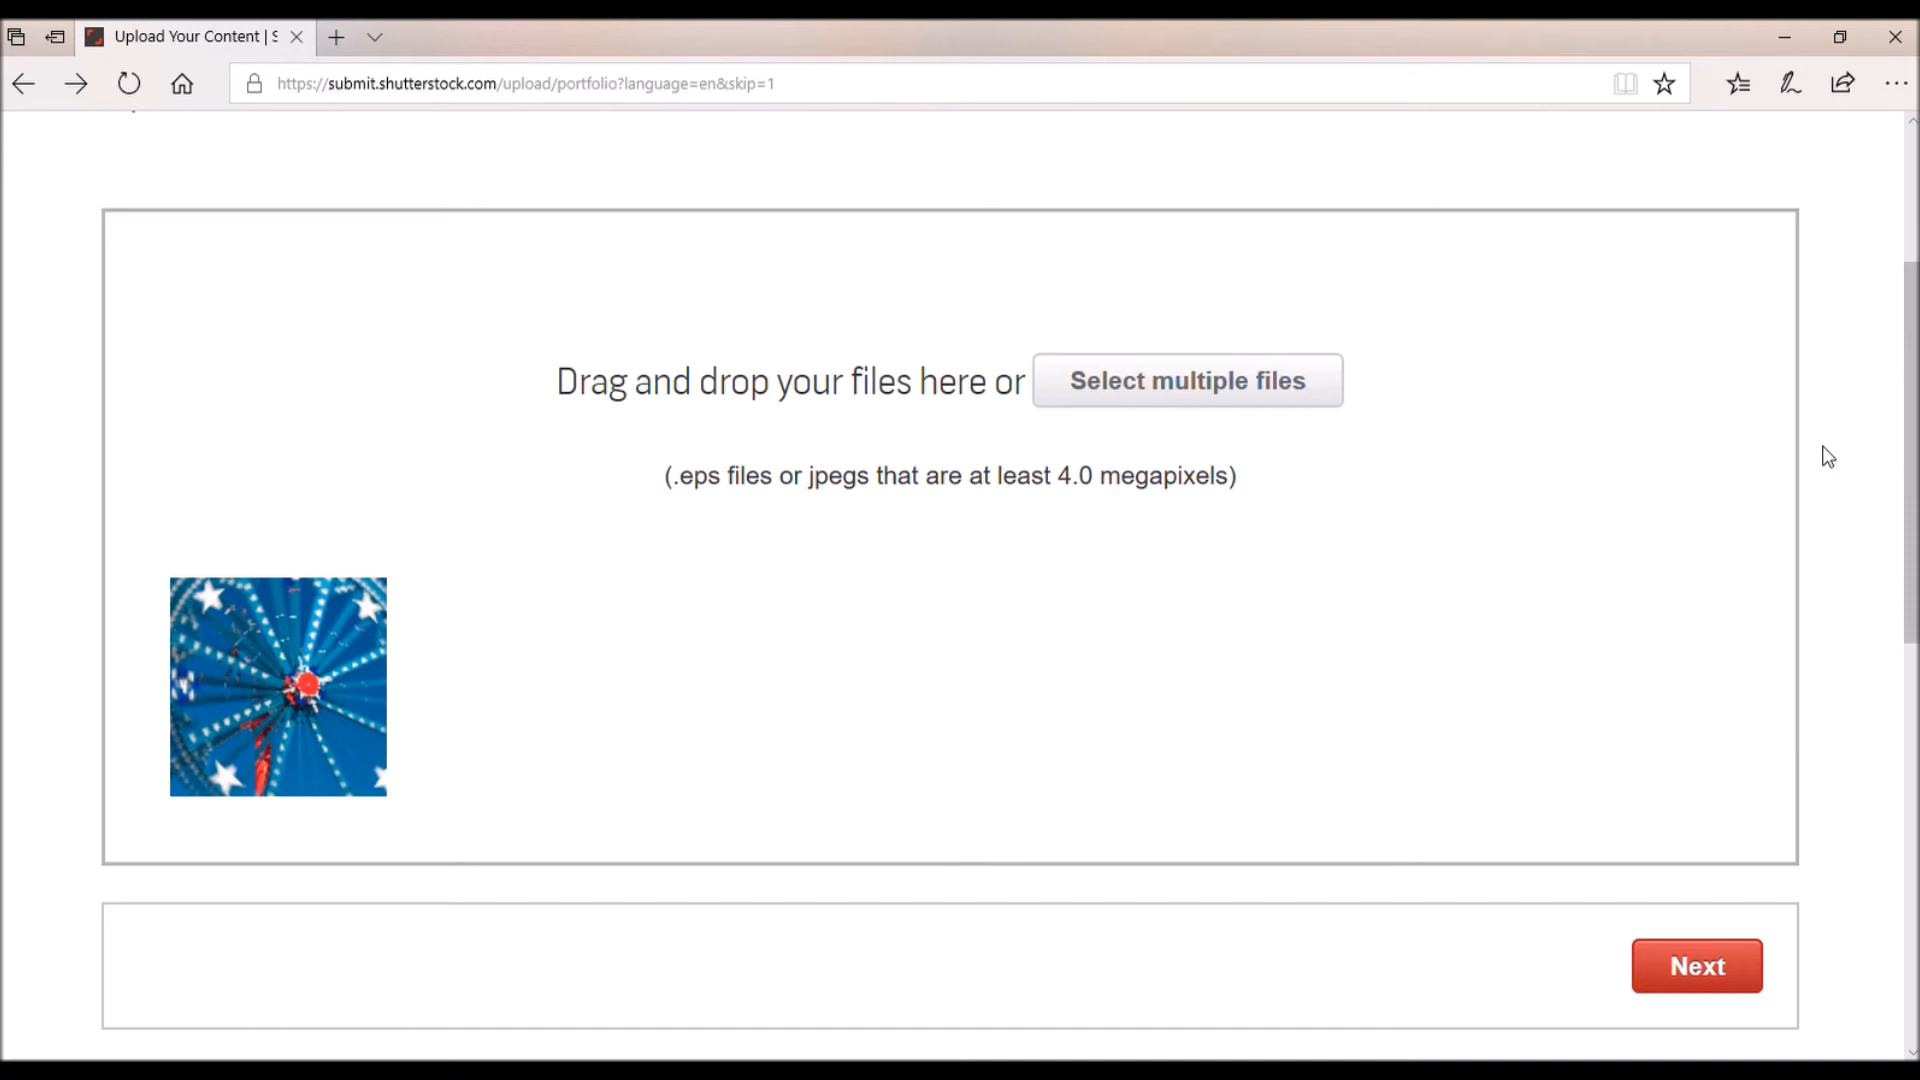 Upload Your Content | S
https://submit.shutterstock.com/upload/portfolio?language=en&skip=1
Drag and drop your files here or Select multiple files
(.eps files or jpegs that are at least 4.0 megapixels)
Next